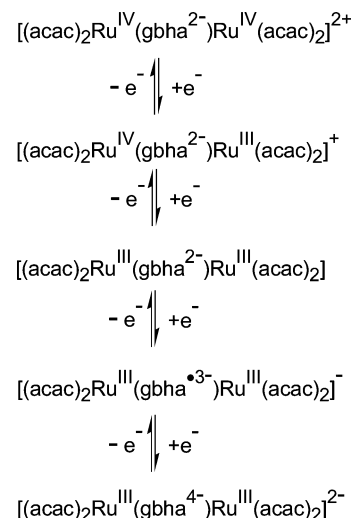 [(acac)₂Ruᴵⱽ(gbha²⁻)Ruᴵⱽ(acac)₂]²⁺
- e⁻ +e⁻
[(acac)₂Ruᴵⱽ(gbha²⁻)Ruᴵᴵᴵ(acac)₂]⁺
- e⁻ +e⁻
[(acac)₂Ruᴵᴵᴵ(gbha²⁻)Ruᴵᴵᴵ(acac)₂]
- e⁻ +e⁻
[(acac)₂Ruᴵᴵᴵ(gbha•³⁻)Ruᴵᴵᴵ(acac)₂]⁻
- e⁻ +e⁻
[(acac)₂Ruᴵᴵᴵ(gbha⁴⁻)Ruᴵᴵᴵ(acac)₂]²⁻